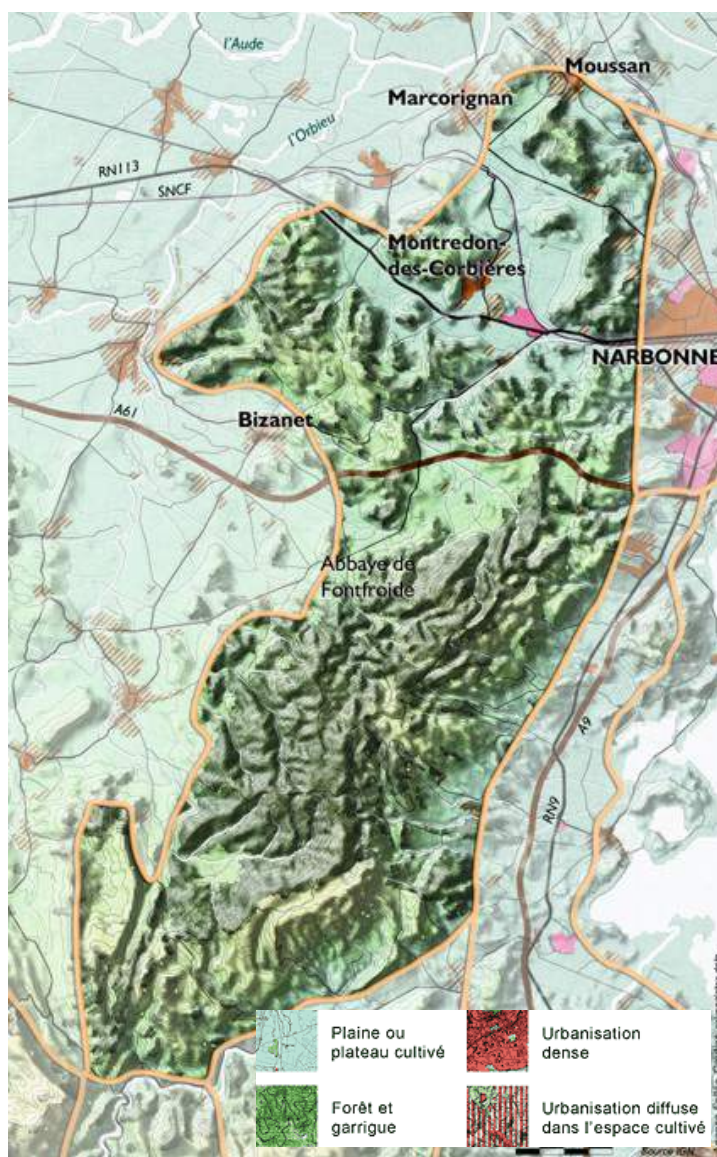 l'Aude
Moussan
Marcorignan
l'Orbieu
RN113
SNCF
Montredon-
des-Corbières
NARBONNE
A61
Bizanet
Abbaye de
Fontfroide
A9
RN9
Plaine ou
plateau cultivé
Urbanisation
dense
Forêt et
garrigue
Urbanisation diffuse
dans l'espace cultivé
Source IGN